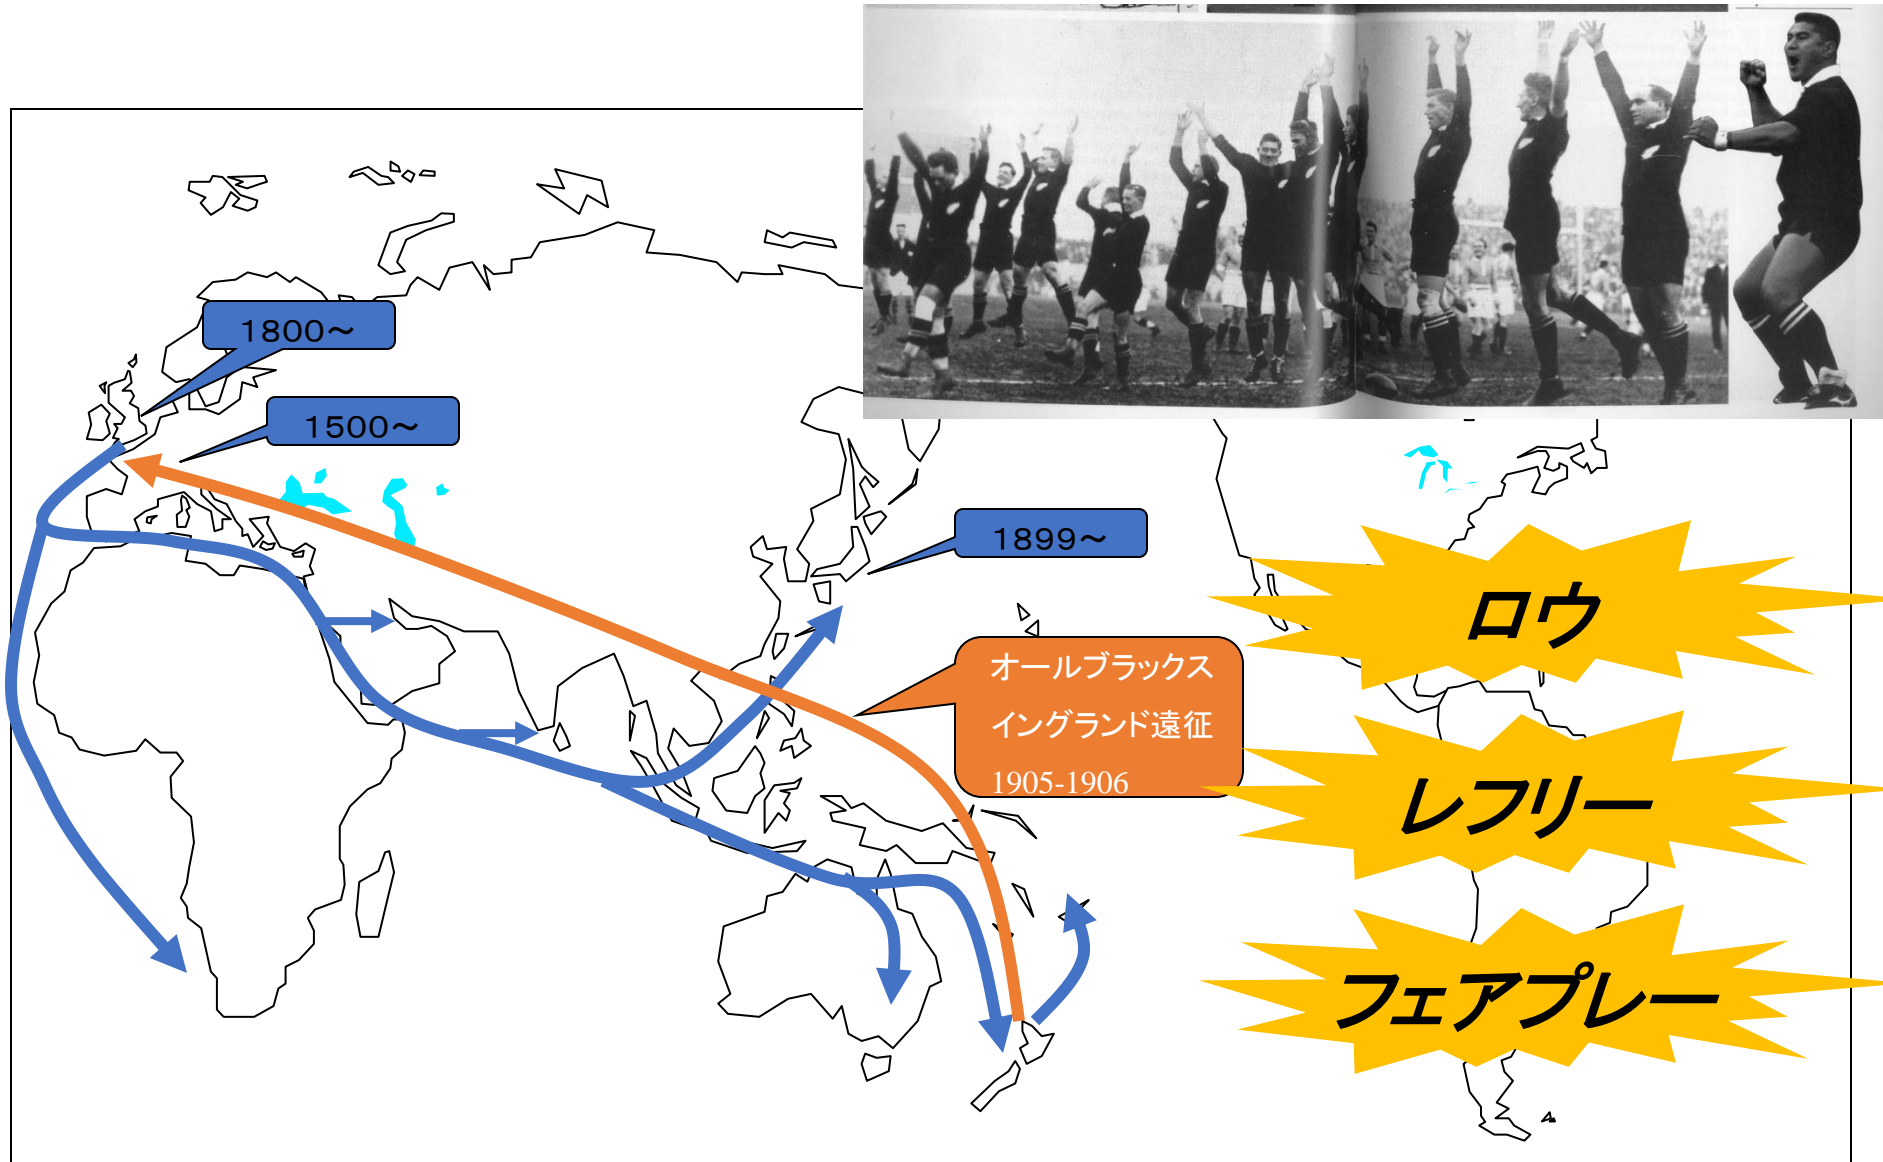 1800～
1500～
1899～
オールブラックス
イングランド遠征
1905-1906
ロウ
レフリー
フェアプレー